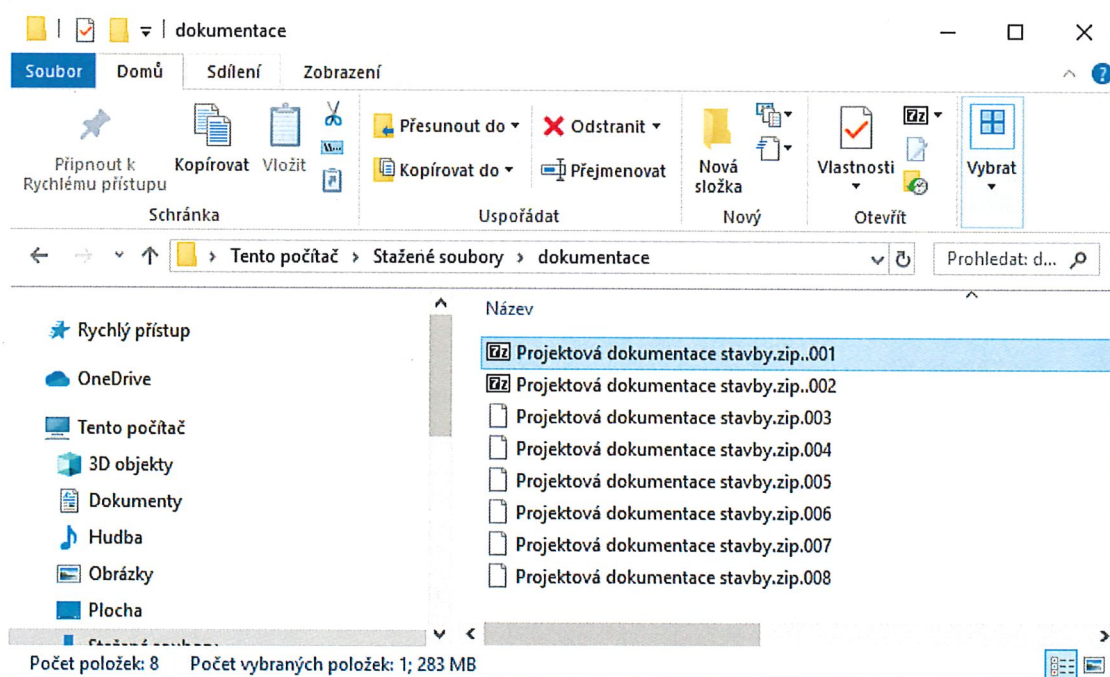 dokumentace
Soubor Domů Sdílení Zobrazení
Připnout k
Rychlému přístupu
Kopírovat
Vložit
Schránka
Přesunout do
Kopírovat do
Odstranit
Přejmenovat
Uspořádat
Nová
složka
Nový
Vlastnosti
Otevřít
Vybrat
Tento počítač › Stažené soubory › dokumentace
Prohledat: d...
Rychlý přístup
OneDrive
Tento počítač
3D objekty
Dokumenty
Hudba
Obrázky
Plocha
Stažené soubory
Název
Projektová dokumentace stavby.zip..001
Projektová dokumentace stavby.zip..002
Projektová dokumentace stavby.zip.003
Projektová dokumentace stavby.zip.004
Projektová dokumentace stavby.zip.005
Projektová dokumentace stavby.zip.006
Projektová dokumentace stavby.zip.007
Projektová dokumentace stavby.zip.008
Počet položek: 8 Počet vybraných položek: 1; 283 MB